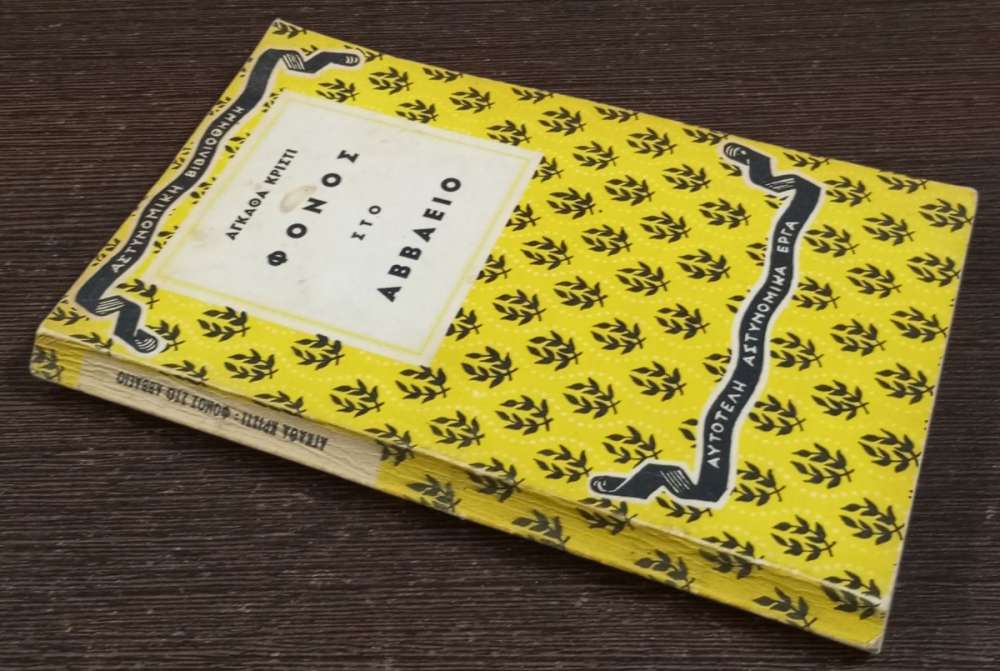 ΑΣΤΥΝΟΜΙΚΗ ΒΙΒΛΙΟΘΗΚΗ
ΑΓΚΑΘΑ ΚΡΙΣΤΙ
ΦΟΝΟΣ
ΣΤΟ
ΑΒΒΑΕΙΟ
ΑΥΤΟΤΕΛΗ ΑΣΤΥΝΟΜΙΚΑ ΕΡΓΑ
ΑΓΚΑΘΑ ΚΡΙΣΤΙ - ΦΟΝΟΣ ΣΤΟ ΑΒΒΑΕΙΟ